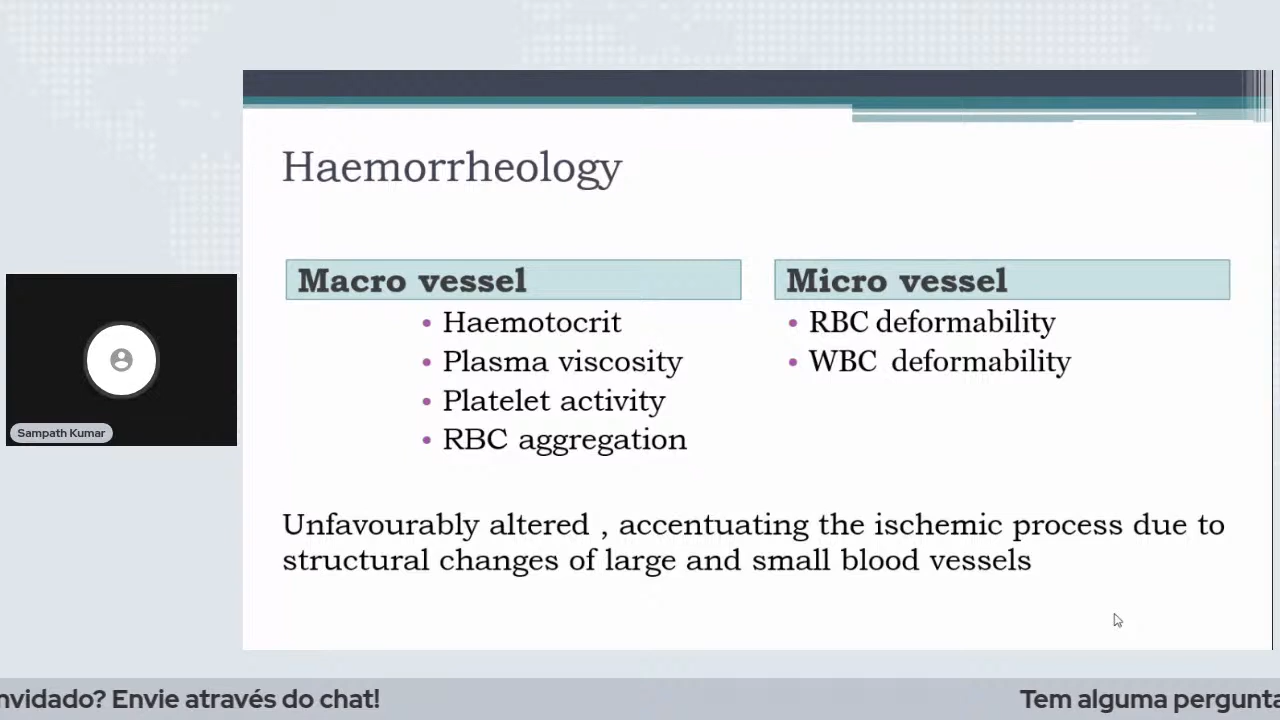 Haemorrheology
Macro vessel
Haemotocrit
Plasma viscosity
Platelet activity
RBC aggregation
Micro vessel
RBC deformability
WBC deformability
Unfavourably altered , accentuating the ischemic process due to
structural changes of large and small blood vessels
Sampath Kumar
nvidado? Envie através do chat!
Tem alguma pergunta